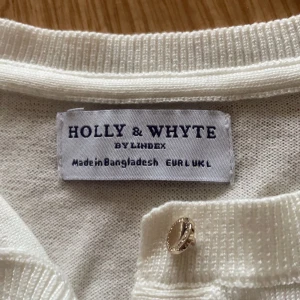 HOLLY & WHYTE
BY LINDEX
Made in Bangladesh EUR L UK L